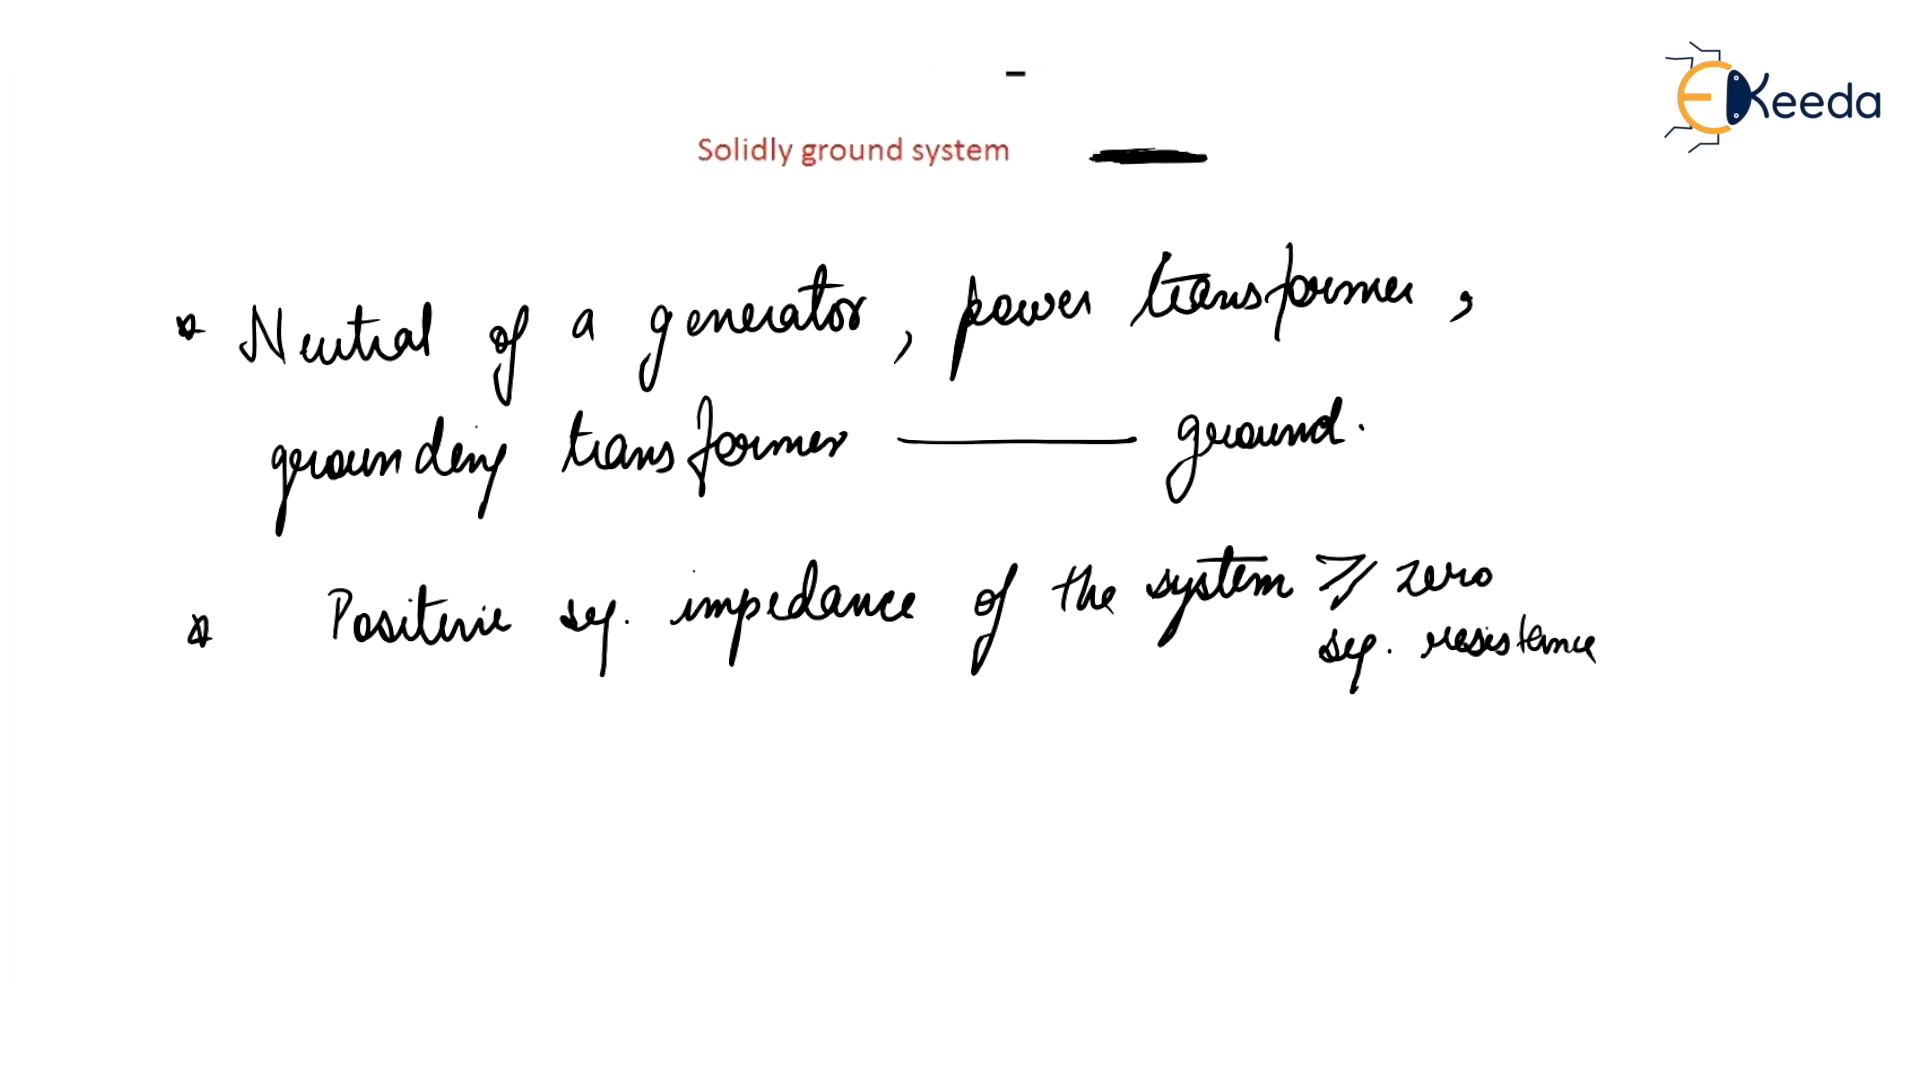 EKeeda
Solidly ground system
* Neutral of a generator, power transformer,
grounding transformer —— ground.
* Positive seq. impedance of the system ⩾ zero
seq. resistance